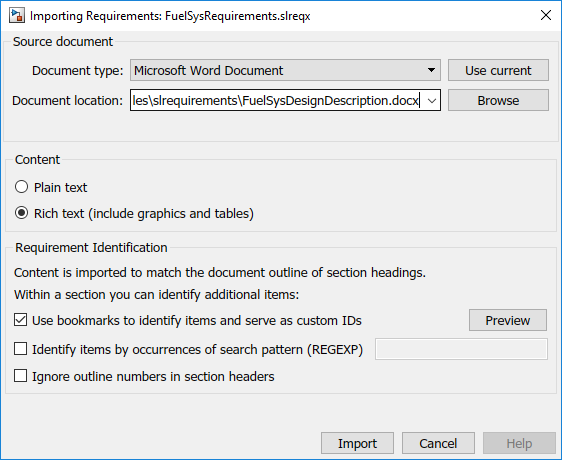 Importing Requirements: FuelSysRequirements.slreqx
Source document
Document type: Microsoft Word Document Use current
Document location: les\slrequirements\FuelSysDesignDescription.docx Browse
Content
Plain text
Rich text (include graphics and tables)
Requirement Identification
Content is imported to match the document outline of section headings.
Within a section you can identify additional items:
Use bookmarks to identify items and serve as custom IDs Preview
Identify items by occurrences of search pattern (REGEXP)
Ignore outline numbers in section headers
Import Cancel Help